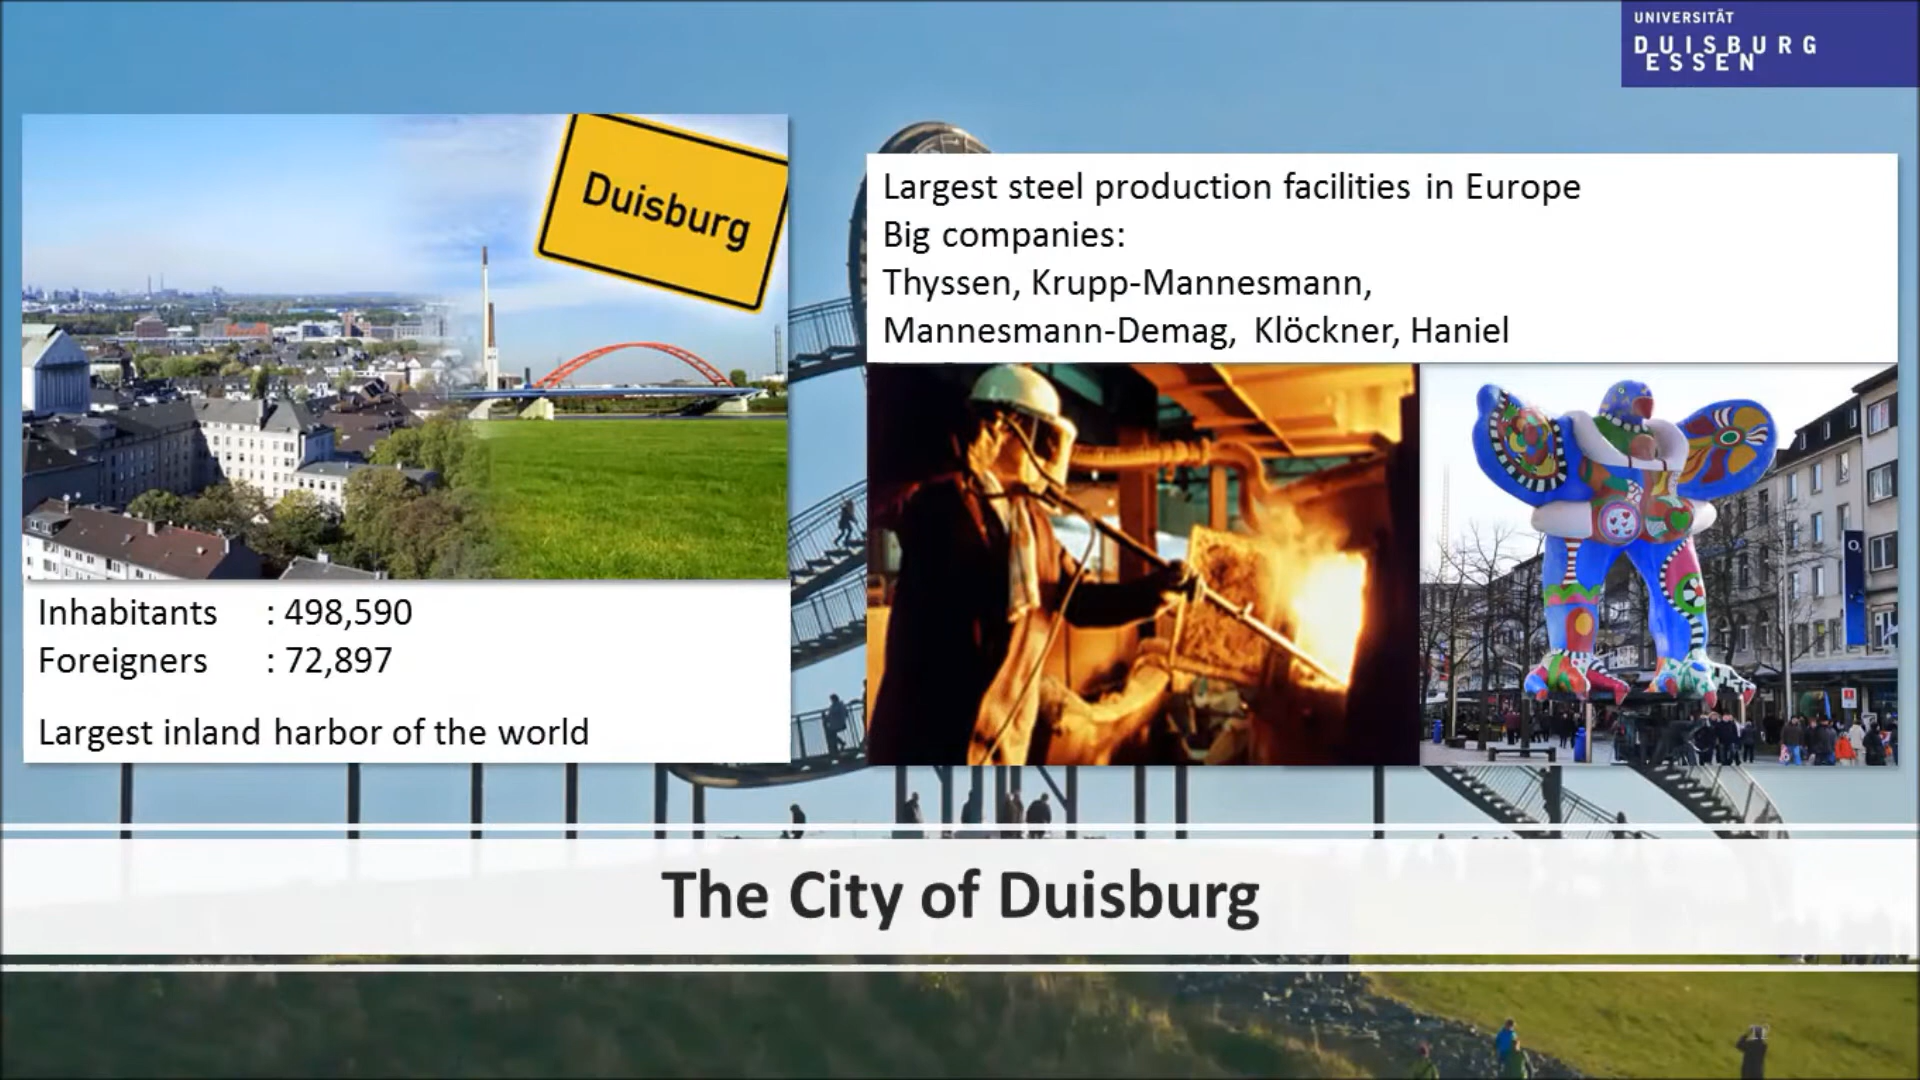 UNIVERSITÄT
DUISBURG
ESSEN
Duisburg
Largest steel production facilities in Europe
Big companies:
Thyssen, Krupp-Mannesmann,
Mannesmann-Demag, Klöckner, Haniel
Inhabitants : 498,590
Foreigners : 72,897
Largest inland harbor of the world
O₂
The City of Duisburg